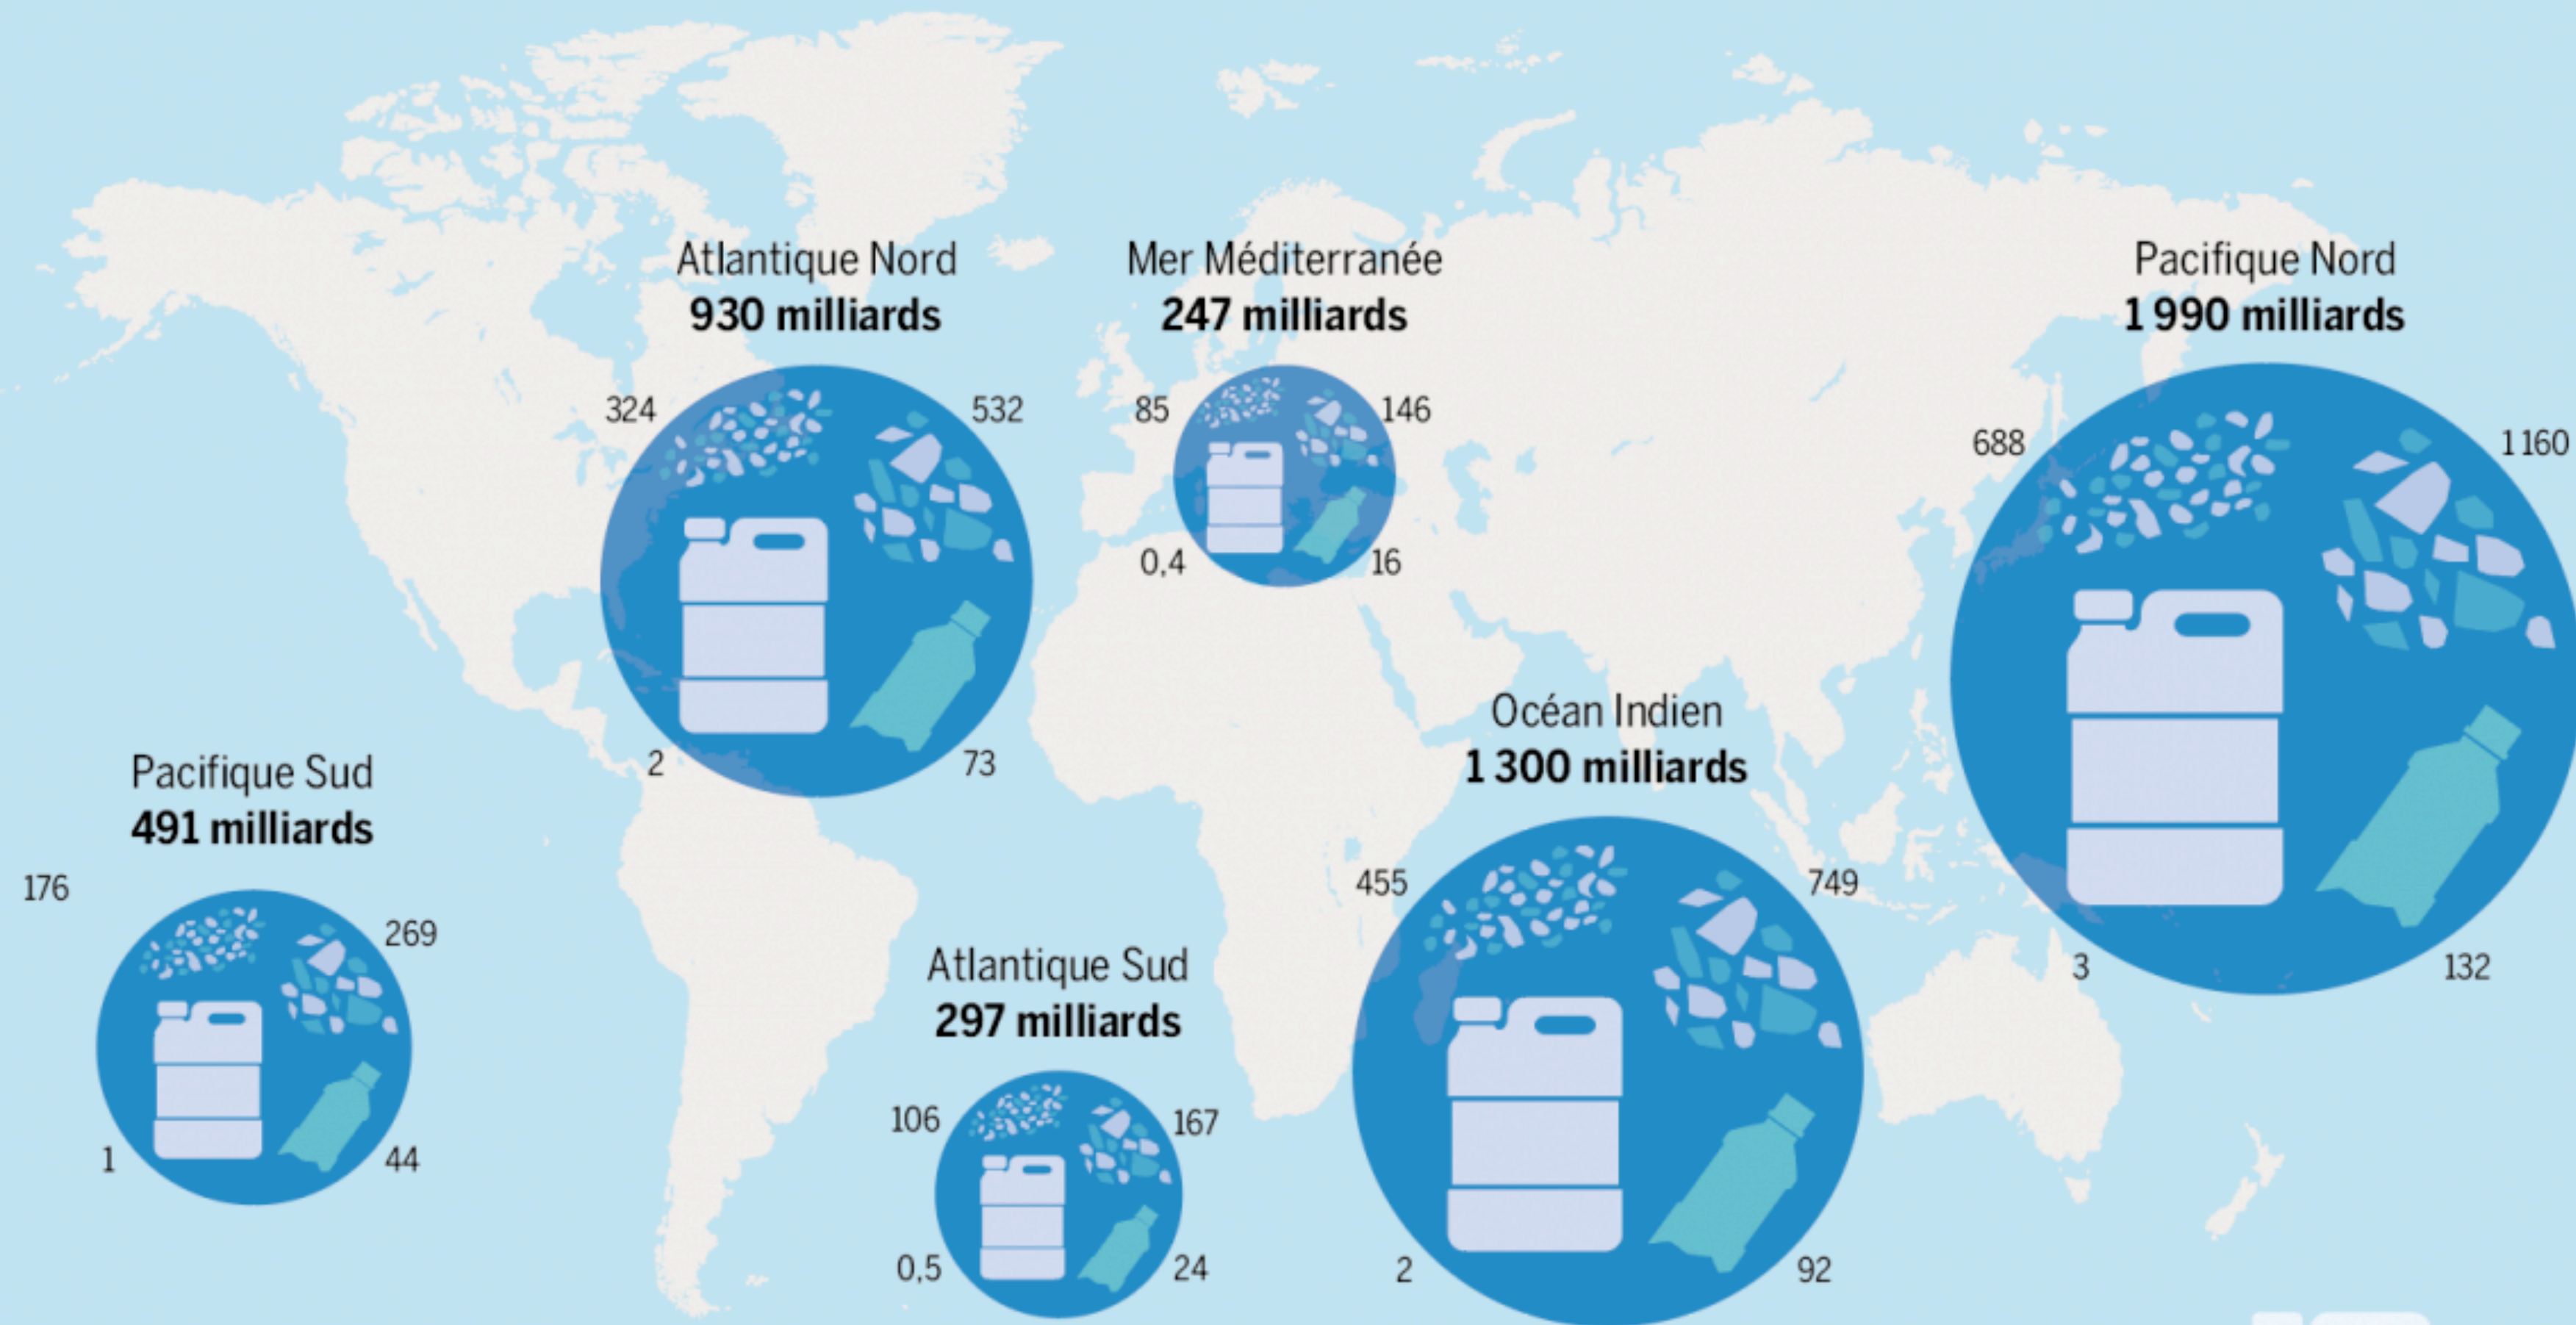 Atlantique Nord
930 milliards
324
532
2
73
Mer Méditerranée
247 milliards
85
146
0,4
16
Pacifique Nord
1 990 milliards
688
1 160
3
132
Pacifique Sud
491 milliards
176
269
1
44
Océan Indien
1 300 milliards
455
749
2
92
Atlantique Sud
297 milliards
106
167
0,5
24